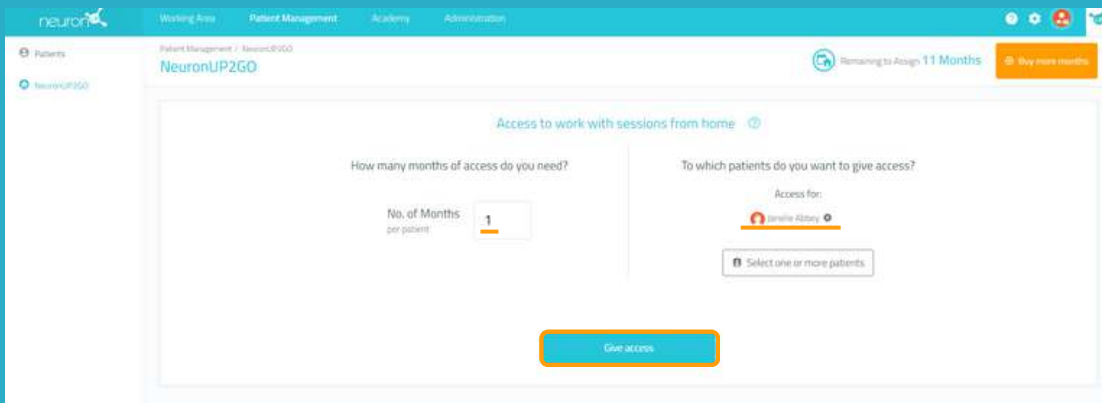 neuron
Working Area Patient Management Academy Administration
Patients
NeuronUP2GO
Patient Management / NeuronUP2GO
NeuronUP2GO
Remaining to Assign 11 Months
Buy more months
Access to work with sessions from home
How many months of access do you need?
No. of Months
per patient
1
To which patients do you want to give access?
Access for:
Janelle Abbey
Select one or more patients
Give access